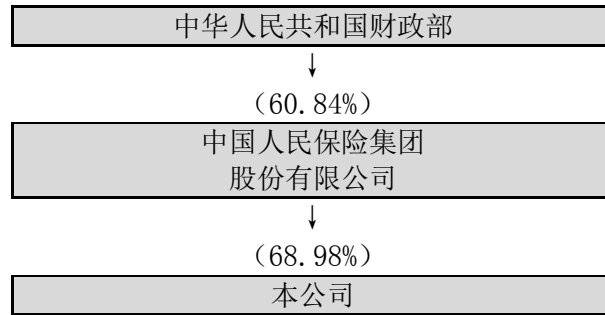 中华人民共和国财政部
↓
（60.84%）
中国人民保险集团
股份有限公司
↓
（68.98%）
本公司